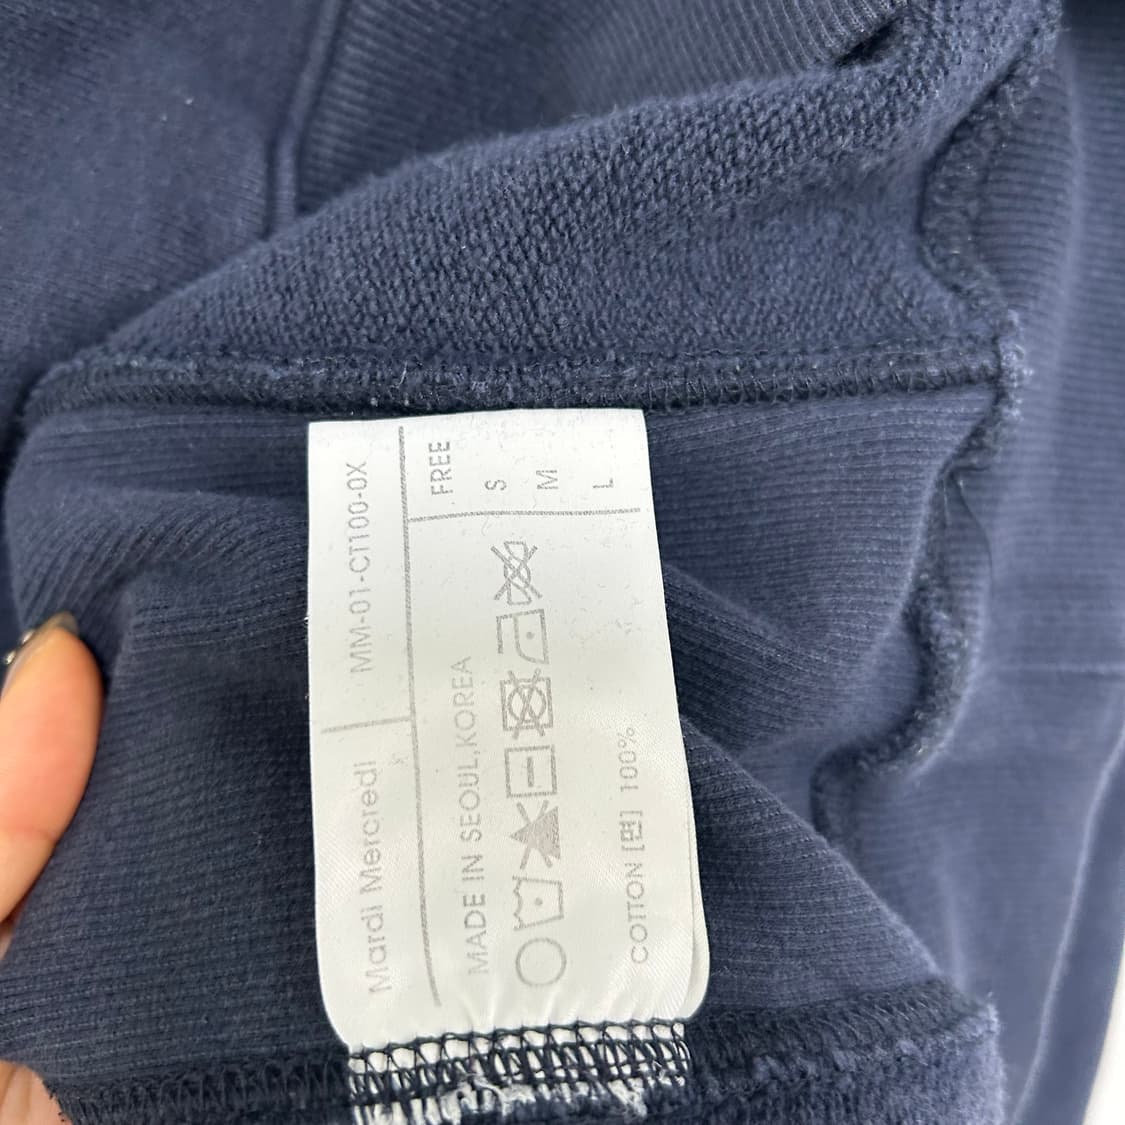 Mardi Mercredi
MM-01-CT100-0X
FREE
S
M
L
MADE IN SEOUL, KOREA
COTTON [면] 100%